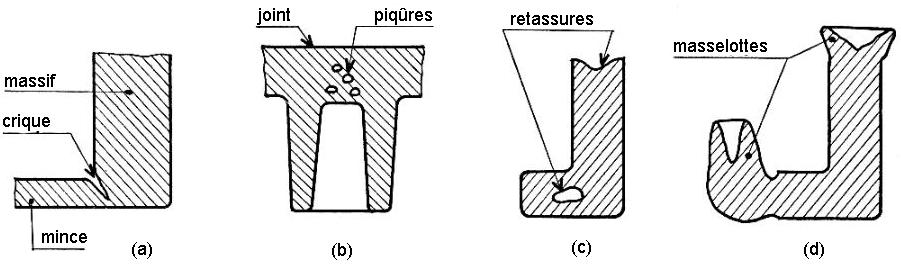 massif
crique
mince
(a)
joint
piqûres
(b)
retassures
(c)
masselottes
(d)